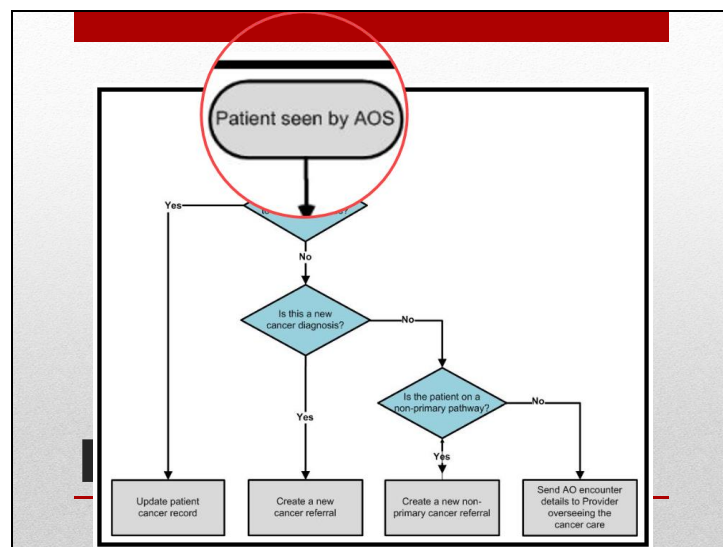 Patient seen by AOS
Yes
No
Is this a new
cancer diagnosis?
No
Is the patient on a
non-primary pathway?
No
Yes
Yes
Update patient
cancer record
Create a new
cancer referral
Create a new non-
primary cancer referral
Send AO encounter
details to Provider
overseeing the
cancer care